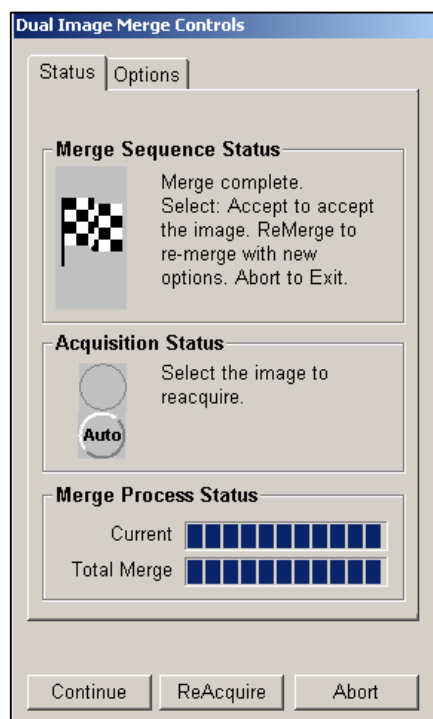 Dual Image Merge Controls
Status Options
Merge Sequence Status
Merge complete.
Select: Accept to accept
the image. ReMerge to
re-merge with new
options. Abort to Exit.
Acquisition Status
Select the image to
reacquire.
Auto
Merge Process Status
Current
Total Merge
Continue ReAcquire Abort